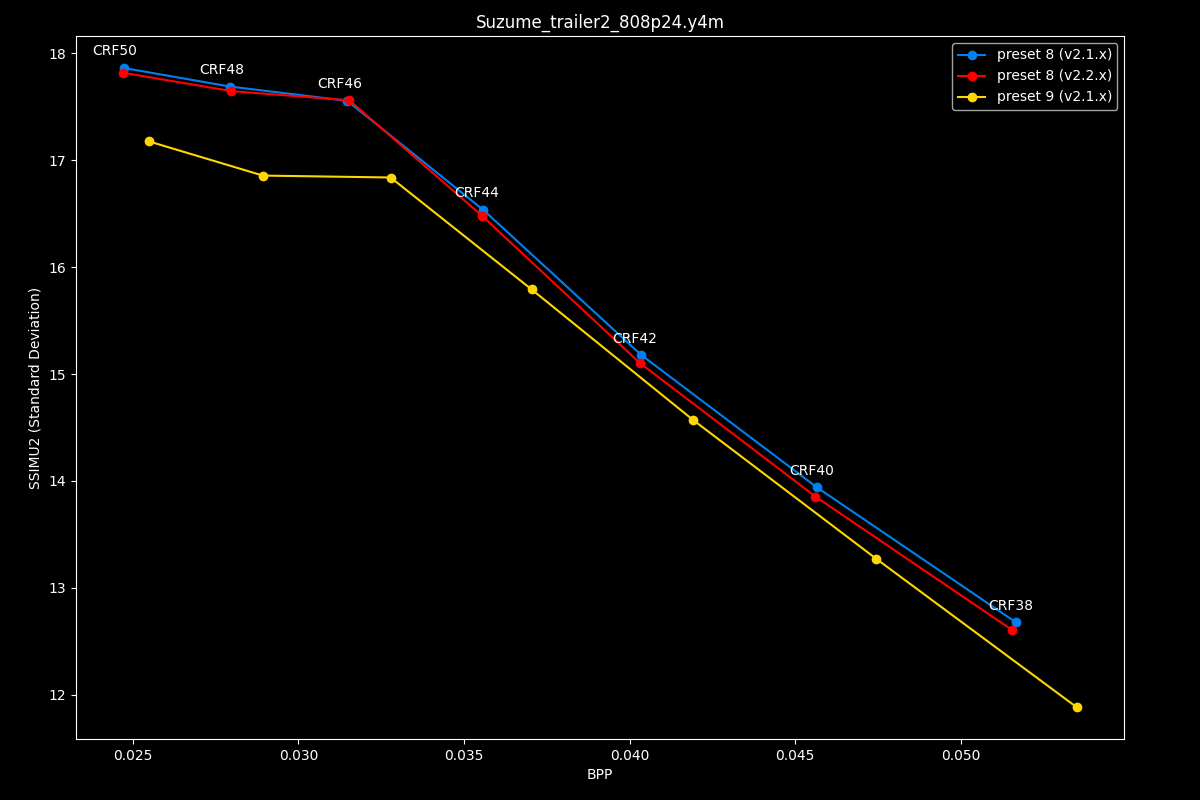 Suzume_trailer2_808p24.y4m
preset 8 (v2.1.x)
preset 8 (v2.2.x)
preset 9 (v2.1.x)
CRF50
CRF48
CRF46
CRF44
CRF42
CRF40
CRF38
18
17
16
15
14
13
12
SSIMU2 (Standard Deviation)
0.025
0.030
0.035
0.040
0.045
0.050
BPP